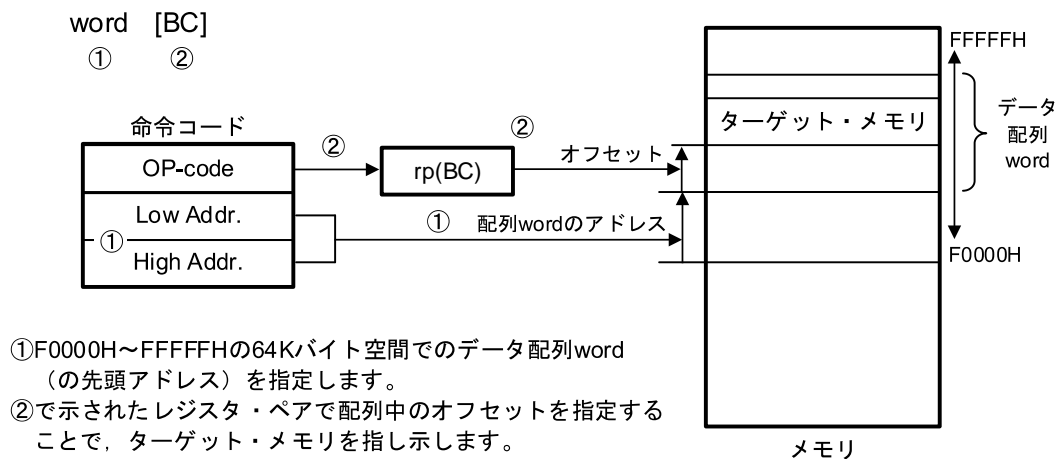 word [BC]
① ②
命令コード
OP-code
Low Addr.
①
High Addr.
②
rp(BC)
②
オフセット
①
配列wordのアドレス
ターゲット・メモリ
FFFFFH
データ
配列
word
F0000H
メモリ
①F0000H～FFFFFHの64Kバイト空間でのデータ配列word
（の先頭アドレス）を指定します。
②で示されたレジスタ・ペアで配列中のオフセットを指定する
ことで，ターゲット・メモリを指し示します。